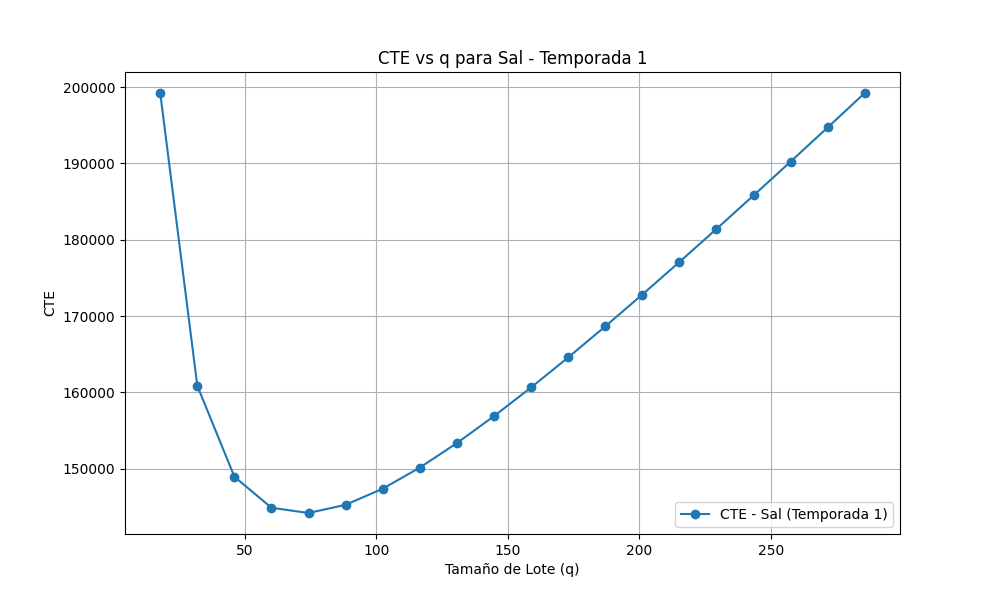 CTE vs q para Sal - Temporada 1
200000
190000
180000
170000
160000
150000
CTE
50 100 150 200 250
Tamaño de Lote (q)
CTE - Sal (Temporada 1)